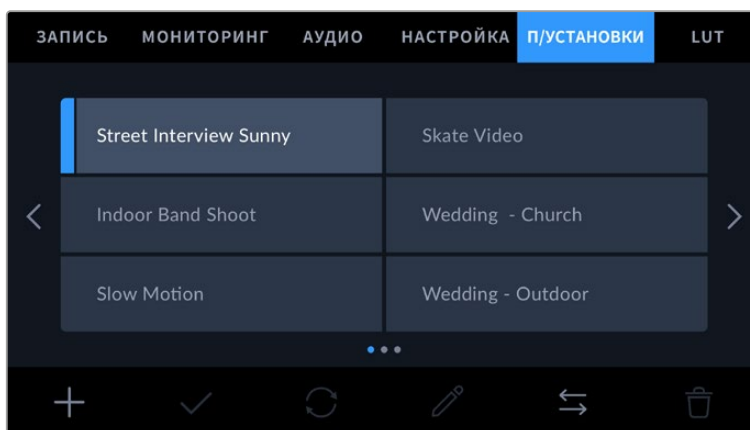 ЗАПИСЬ МОНИТОРИНГ АУДИО НАСТРОЙКА П/УСТАНОВКИ LUT
Street Interview Sunny Skate Video
Indoor Band Shoot Wedding - Church
Slow Motion Wedding - Outdoor